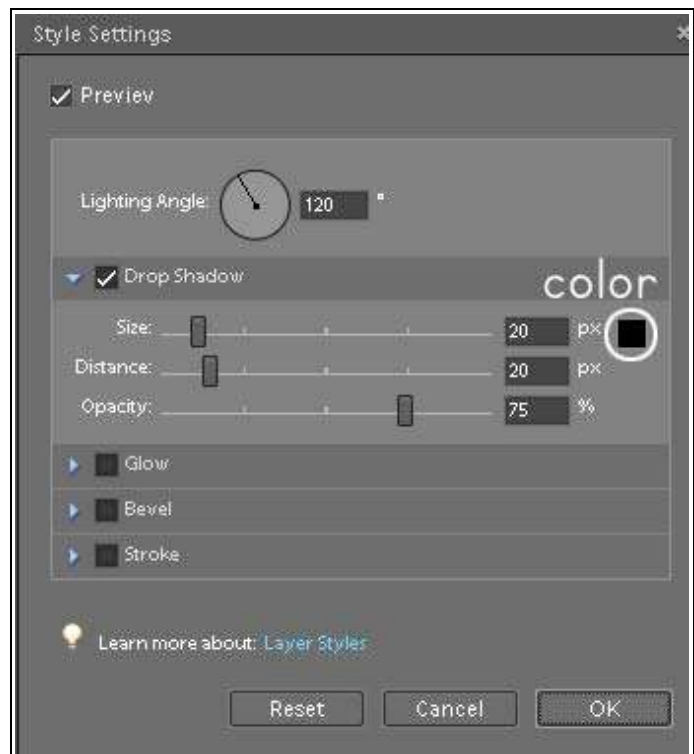 Style Settings
Preview
Lighting Angle: 120 °
Drop Shadow
color
Size: 20 px
Distance: 20 px
Opacity: 75 %
Glow
Bevel
Stroke
Learn more about: Layer Styles
Reset Cancel OK